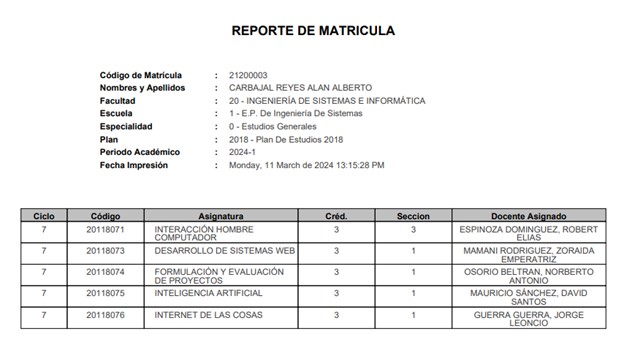 REPORTE DE MATRICULA
Código de Matrícula : 21200003
Nombres y Apellidos : CARBAJAL REYES ALAN ALBERTO
Facultad : 20 - INGENIERÍA DE SISTEMAS E INFORMÁTICA
Escuela : 1 - E.P. De Ingeniería De Sistemas
Especialidad : 0 - Estudios Generales
Plan : 2018 - Plan De Estudios 2018
Periodo Académico : 2024-1
Fecha Impresión : Monday, 11 March de 2024 13:15:28 PM
Ciclo Código Asignatura Créd. Seccion Docente Asignado
7 20118071 INTERACCIÓN HOMBRE COMPUTADOR 3 3 ESPINOZA DOMINGUEZ, ROBERT ELIAS
7 20118073 DESARROLLO DE SISTEMAS WEB 3 1 MAMANI RODRIGUEZ, ZORAIDA EMPERATRIZ
7 20118074 FORMULACIÓN Y EVALUACIÓN DE PROYECTOS 3 1 OSORIO BELTRAN, NORBERTO ANTONIO
7 20118075 INTELIGENCIA ARTIFICIAL 3 1 MAURICIO SÁNCHEZ, DAVID SANTOS
7 20118076 INTERNET DE LAS COSAS 3 1 GUERRA GUERRA, JORGE LEONCIO